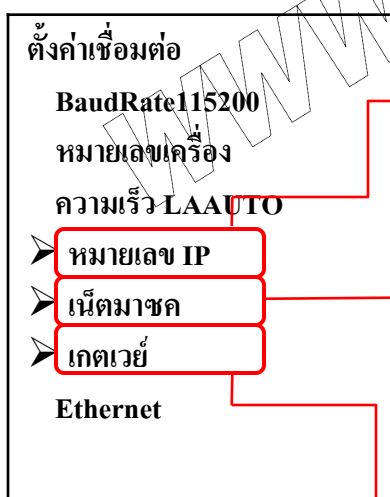 ตั้งค่าเชื่อมต่อ
BaudRate115200
หมายเลขเครื่อง
ความเร็ว LAAUTO
หมายเลข IP
เน็ตมาซค
เกตเวย์
Ethernet